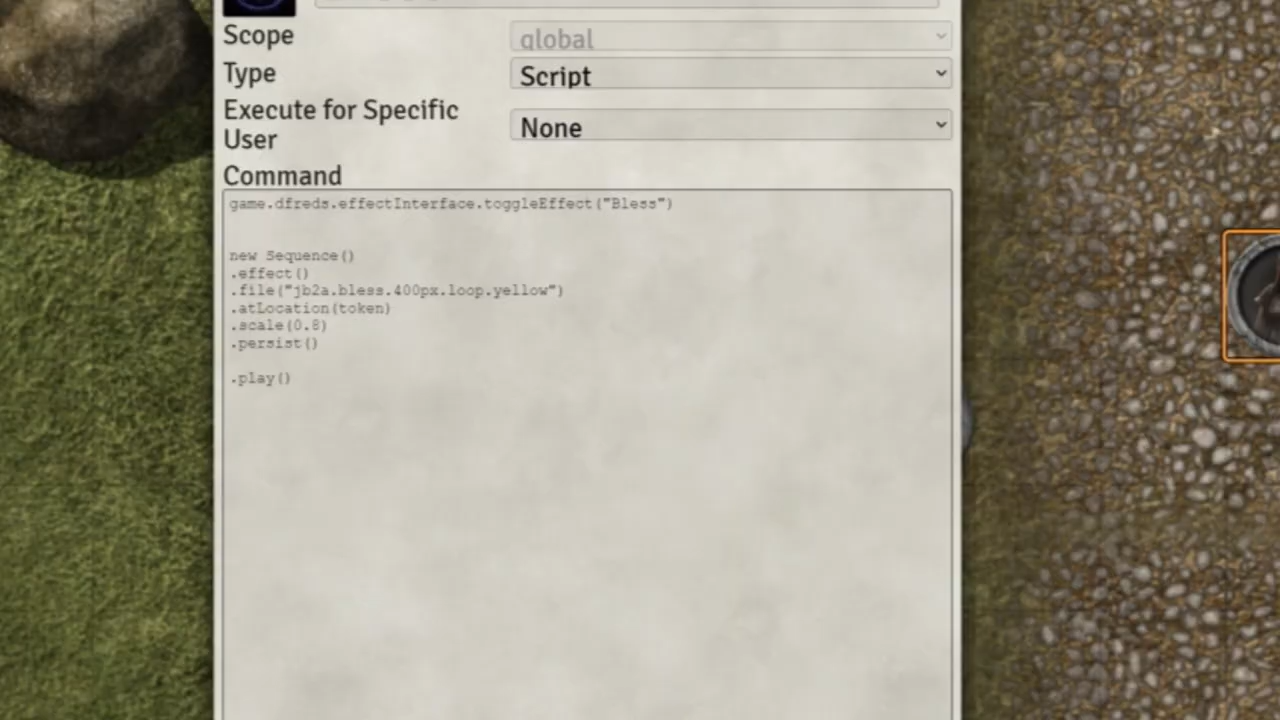 Scope
global
Type
Script
Execute for Specific
User
None
Command
game.dfreds.effectInterface.toggleEffect("Bless")
new Sequence()
.effect()
.file("jb2a.bless.400px.loop.yellow")
.atLocation(token)
.scale(0.8)
.persist()
.play()